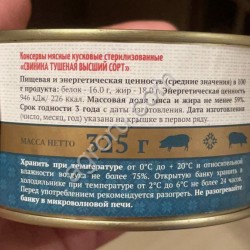 Консервы мясные кусковые стерилизованные
«СВИНИНА ТУШЕНАЯ ВЫСШИЙ СОРТ».
Пищевая и энергетическая ценность (средние значения) в 100
г продукта: белок - 16.0 г, жир - 18.0 г. Энергетическая ценность
946 кДж/ 226 ккал. Массовая доля мяса и жира не менее 59%.
Срок годности 3 года с даты изготовления. Дата изготовления
(число, месяц, год) указана на крышке в первом ряду.
МАССА НЕТТО
г
Хранить при температуре от 0°С до + 20°С и относительной
влажности воздуха не более 75%. Открытую банку хранить в
холодильнике при температуре от 2°С до 6°С не более 24 часов.
Перед употреблением рекомендуется разогреть. Не разогревать
банку в микроволновой печи.